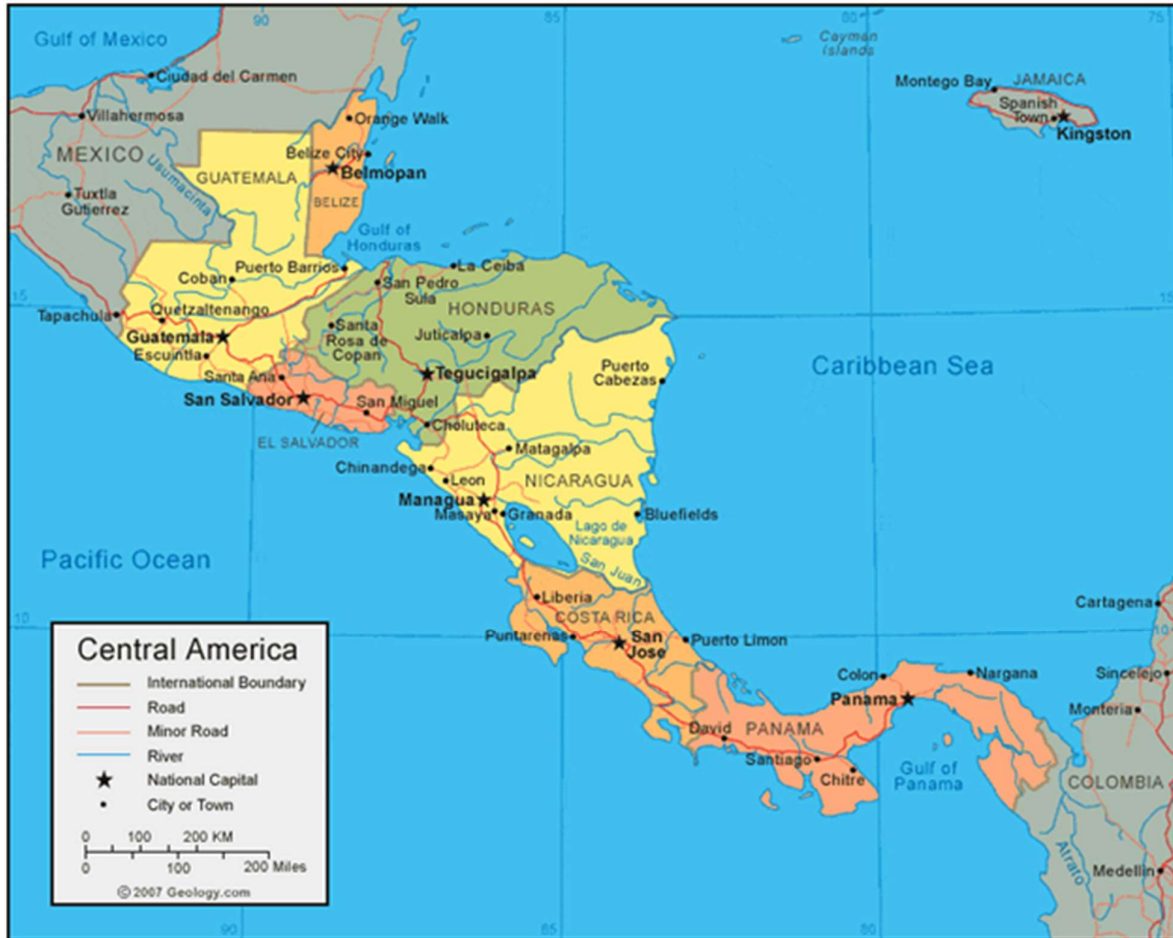 90
85
80
75
Gulf of Mexico
Cayman
Islands
Ciudad del Carmen
Montego Bay
JAMAICA
Spanish
Town
Kingston
Villahermosa
Orange Walk
MEXICO
Usumacinta
Belize City
GUATEMALA
Belmopan
Tuxtla
Gutierrez
BELIZE
Gulf of
Honduras
Coban
Puerto Barrios
La Ceiba
San Pedro
Sula
15
15
Tapachula
Quetzaltenango
HONDURAS
Guatemala
Santa
Rosa de
Copan
Juticalpa
Escuintla
Santa Ana
Tegucigalpa
Puerto
Cabezas
Caribbean Sea
San Salvador
San Miguel
EL SALVADOR
Choluteca
Matagalpa
Chinandega
Leon
NICARAGUA
Managua
Masaya
Granada
Bluefields
Lago de
Nicaragua
San Juan
Pacific Ocean
Liberia
COSTA RICA
Cartagena
10
10
Puntarenas
San
Jose
Puerto Limon
Colon
Nargana
Sincelejo
Panama
Monteria
David
PANAMA
Santiago
Chitre
Gulf of
Panama
COLOMBIA
Atrato
Medellin
Central America
International Boundary
Road
Minor Road
River
National Capital
City or Town
0 100 200 KM
0 100 200 Miles
© 2007 Geology.com
90
85
80